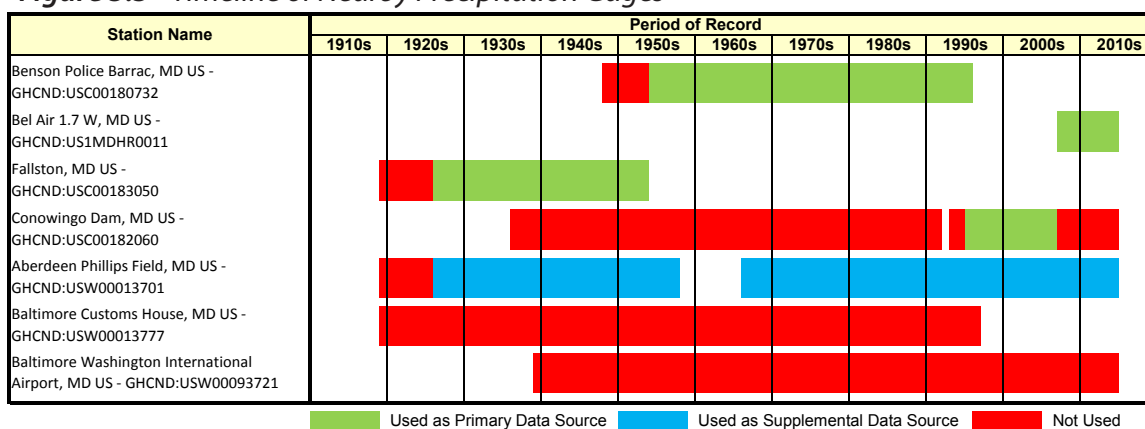 Station Name
Period of Record
1910s 1920s 1930s 1940s 1950s 1960s 1970s 1980s 1990s 2000s 2010s
Benson Police Barrac, MD US -
GHCND:USC00180732
Bel Air 1.7 W, MD US -
GHCND:US1MDHR0011
Fallston, MD US -
GHCND:USC00183050
Conowingo Dam, MD US -
GHCND:USC00182060
Aberdeen Phillips Field, MD US -
GHCND:USW00013701
Baltimore Customs House, MD US -
GHCND:USW00013777
Baltimore Washington International
Airport, MD US - GHCND:USW00093721
Used as Primary Data Source Used as Supplemental Data Source Not Used